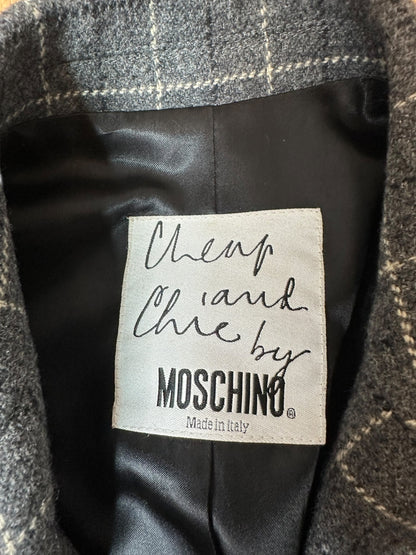 Cheap
and
Chic by
MOSCHINO®
Made in Italy